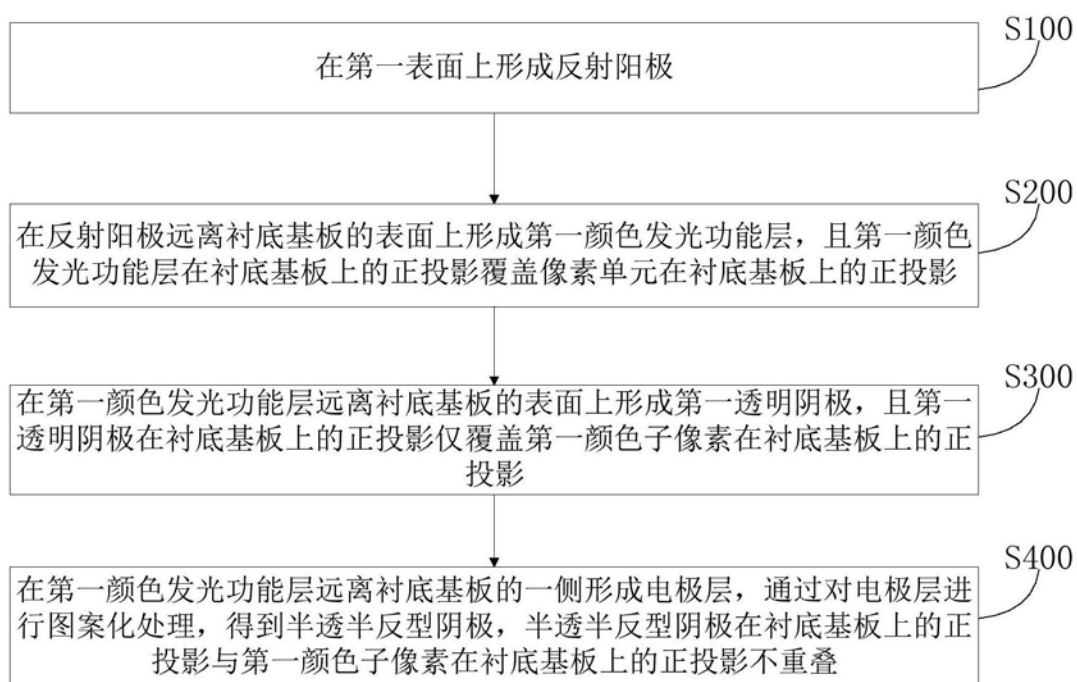 S100
在第一表面上形成反射阳极
S200
在反射阳极远离衬底基板的表面上形成第一颜色发光功能层，且第一颜色
发光功能层在衬底基板上的正投影覆盖像素单元在衬底基板上的正投影
S300
在第一颜色发光功能层远离衬底基板的表面上形成第一透明阴极，且第一
透明阴极在衬底基板上的正投影仅覆盖第一颜色子像素在衬底基板上的正
投影
S400
在第一颜色发光功能层远离衬底基板的一侧形成电极层，通过对电极层进
行图案化处理，得到半透半反型阴极，半透半反型阴极在衬底基板上的正
投影与第一颜色子像素在衬底基板上的正投影不重叠